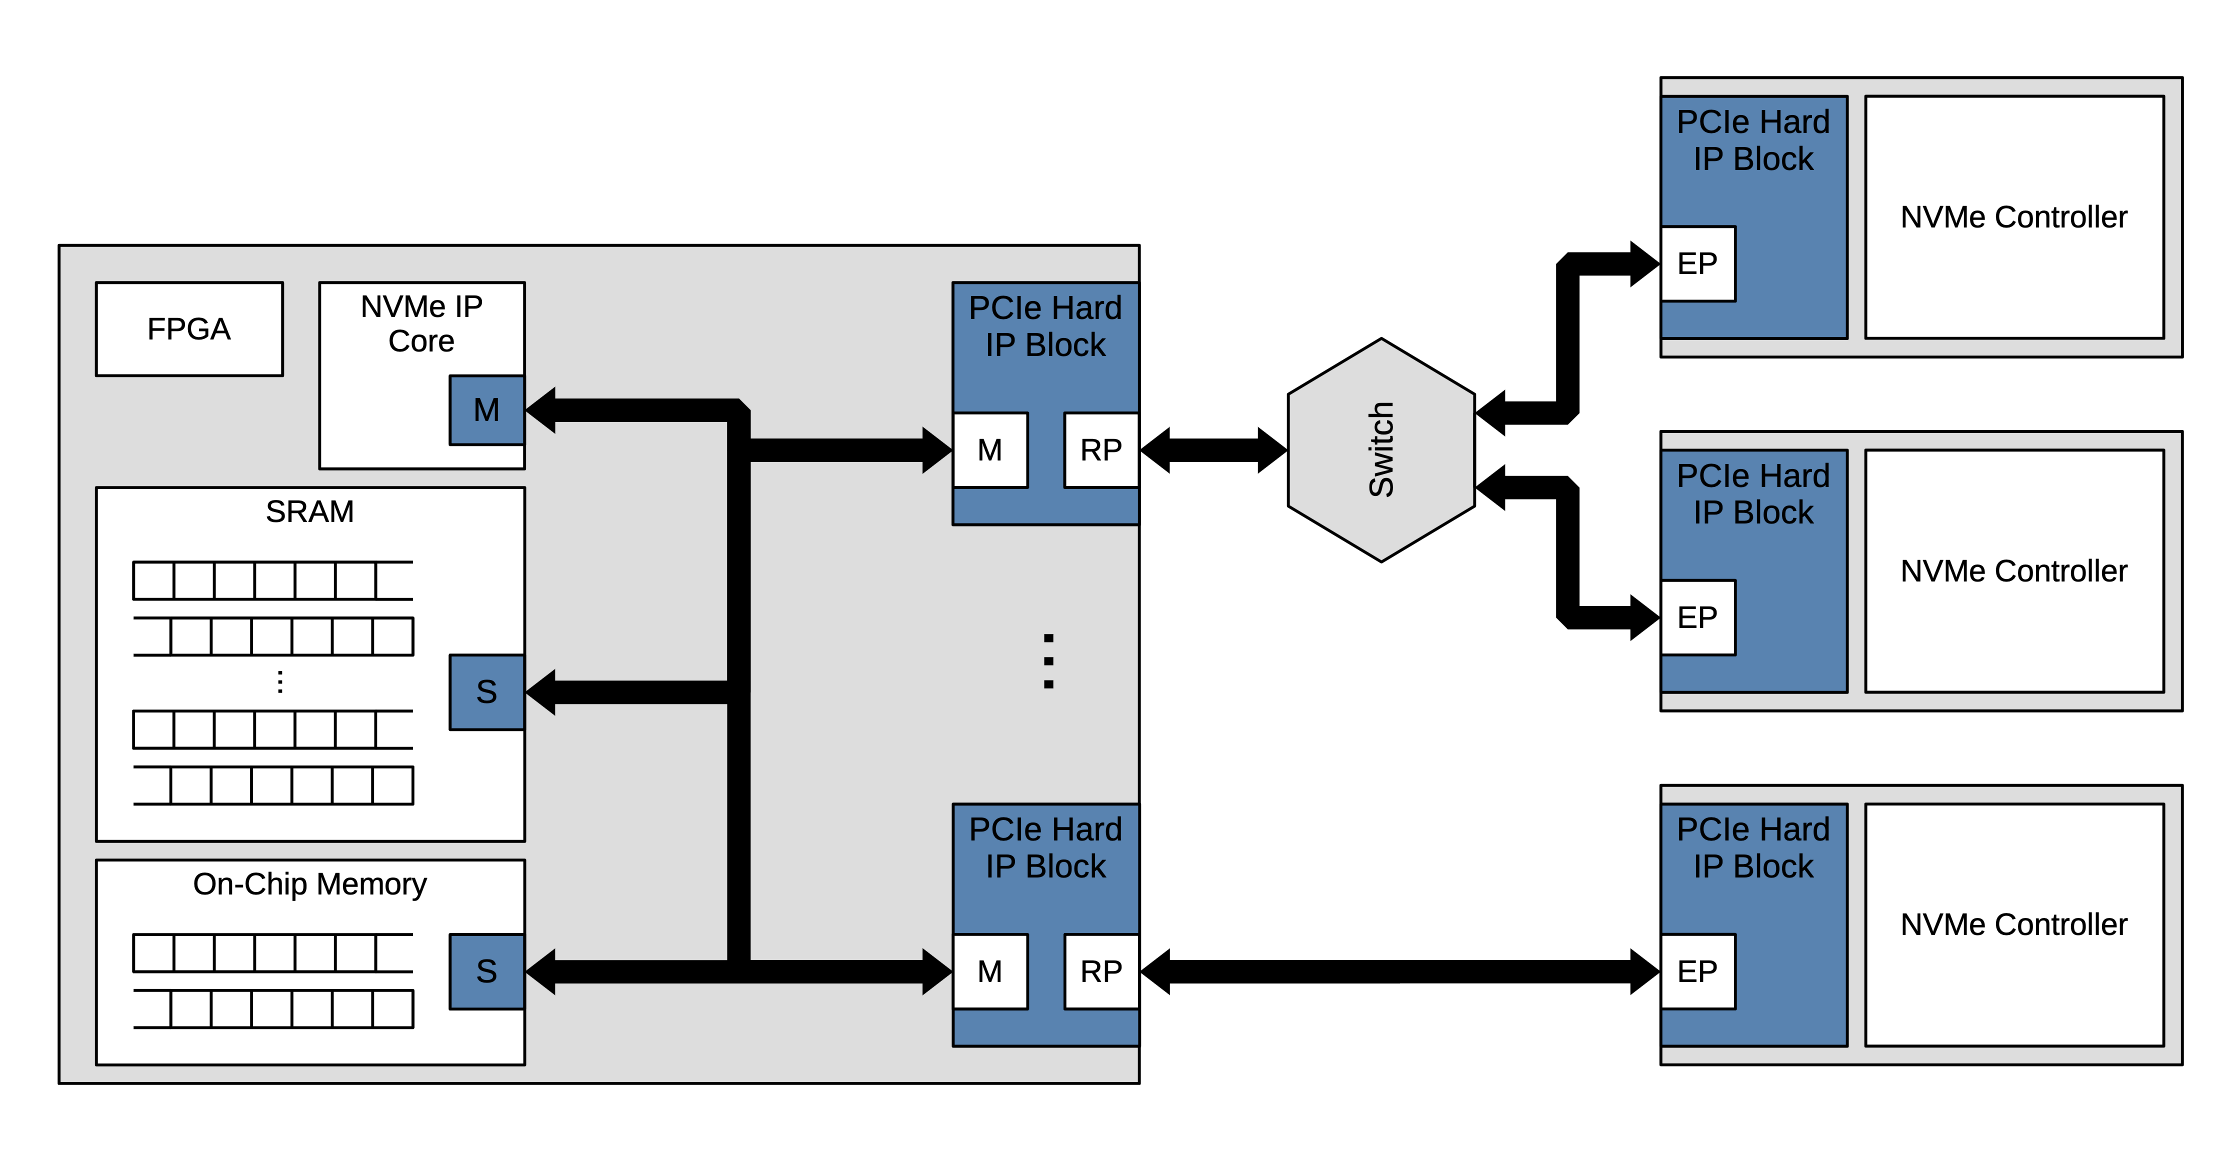 FPGA
NVMe IP
Core
M
SRAM
S
On-Chip Memory
S
PCIe Hard
IP Block
M
RP
PCIe Hard
IP Block
M
RP
Switch
PCIe Hard
IP Block
EP
NVMe Controller
PCIe Hard
IP Block
EP
NVMe Controller
PCIe Hard
IP Block
EP
NVMe Controller